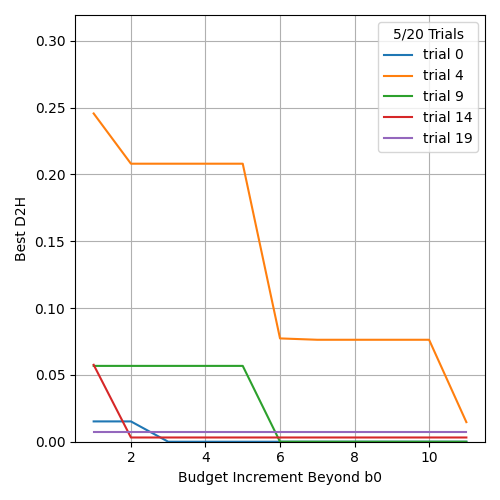 5/20 Trials
trial 0
trial 4
trial 9
trial 14
trial 19
0.30
0.25
0.20
0.15
0.10
0.05
0.00
Best D2H
2 4 6 8 10
Budget Increment Beyond b0